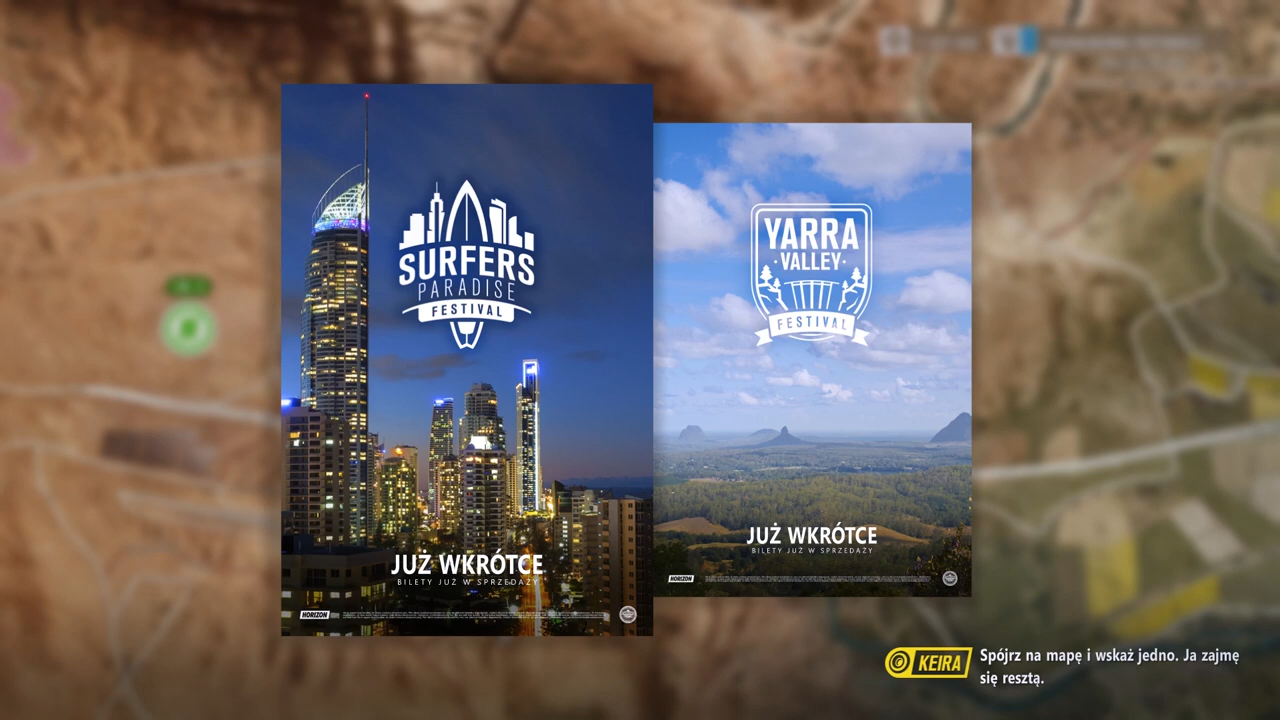 SURFERS
PARADISE
FESTIVAL
JUŻ WKRÓTCE
BILETY JUŻ W SPRZEDAŻY
HORIZON
YARRA
VALLEY
FESTIVAL
JUŻ WKRÓTCE
BILETY JUŻ W SPRZEDAŻY
HORIZON
KEIRA
Spójrz na mapę i wskaż jedno. Ja zajmę
się resztą.